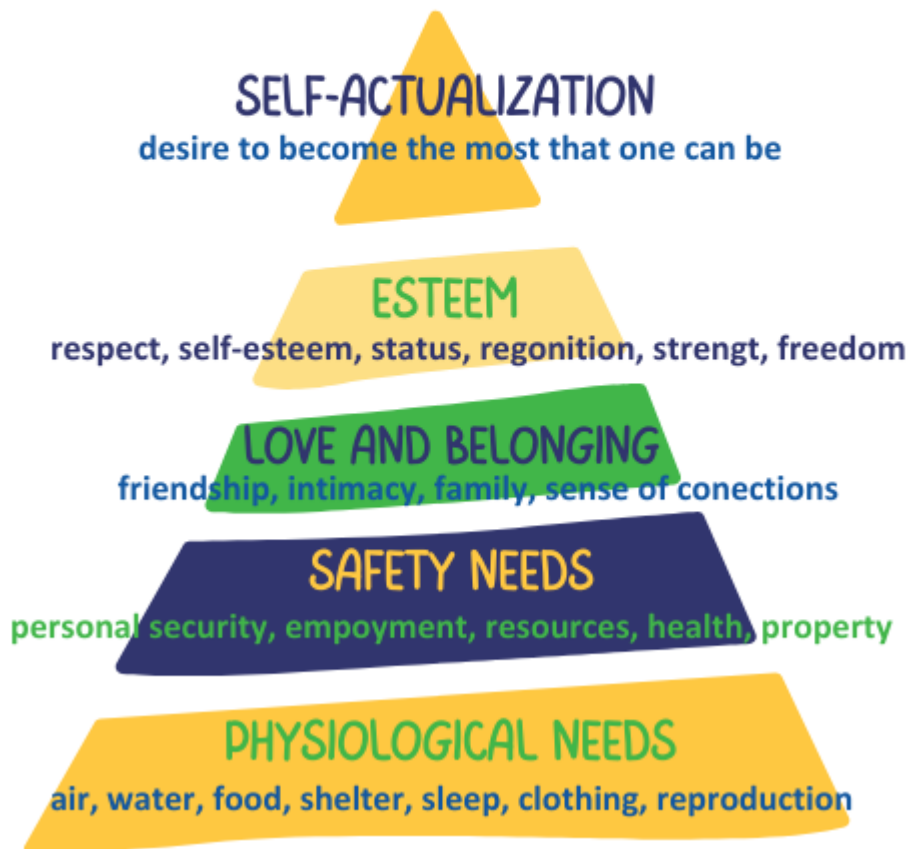 SELF-ACTUALIZATION
desire to become the most that one can be
ESTEEM
respect, self-esteem, status, regonition, strengt, freedom
LOVE AND BELONGING
friendship, intimacy, family, sense of conections
SAFETY NEEDS
personal security, empoyment, resources, health, property
PHYSIOLOGICAL NEEDS
air, water, food, shelter, sleep, clothing, reproduction